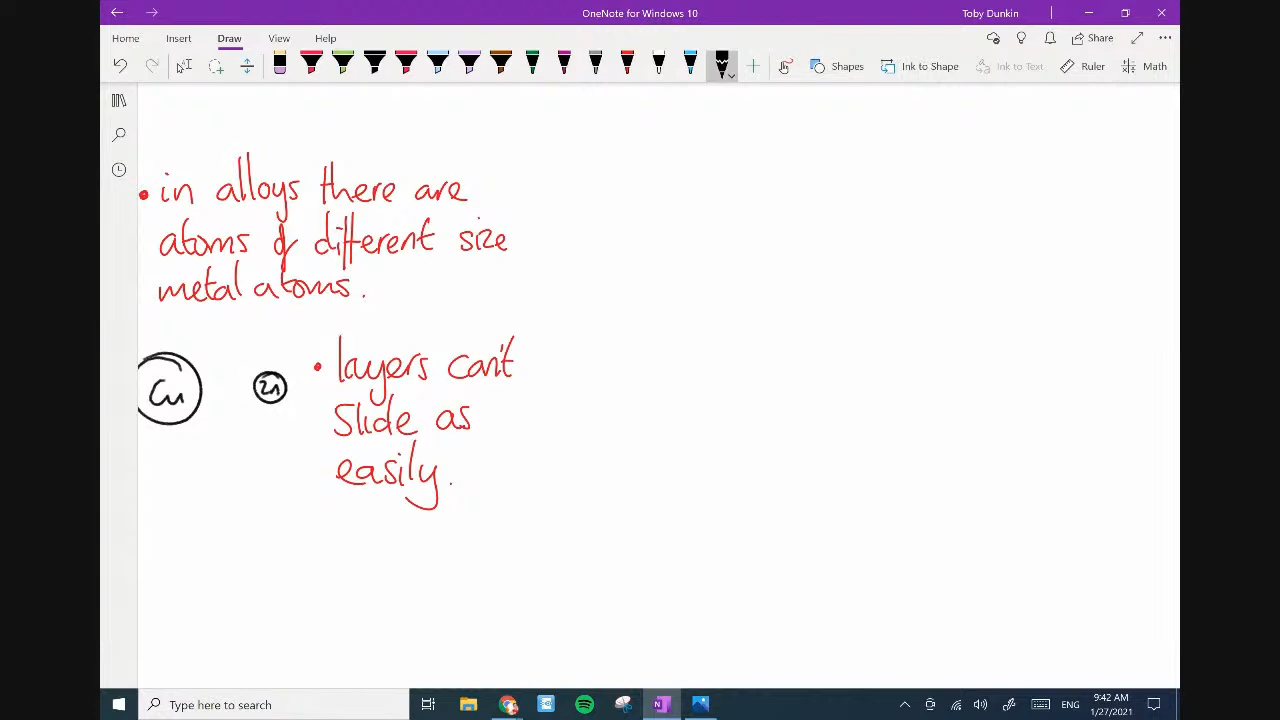 OneNote for Windows 10
Toby Dunkin
Home Insert Draw View Help
Share
Shapes Ink to Shape Ink to Text Ruler Math
• in alloys there are
atoms of different size
metal atoms.
Cu
Zn
• layers can't
slide as
easily.
Type here to search
ENG
9:42 AM
1/27/2021